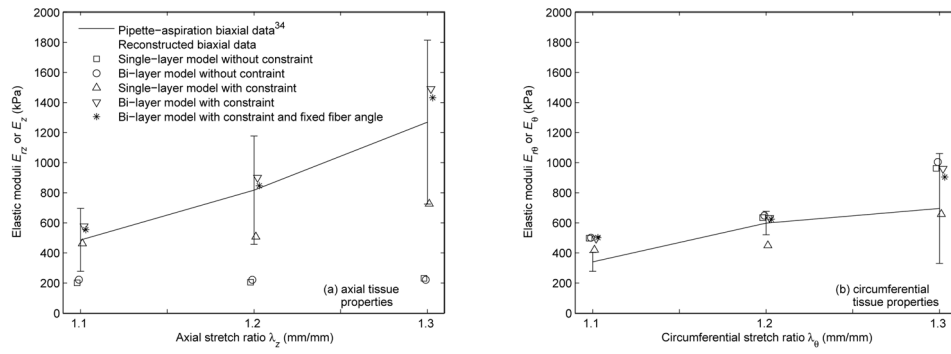 2000
1800
1600
1400
1200
1000
800
600
400
200
0
Elastic moduli E_rz or E_z (kPa)
Pipette−aspiration biaxial data^34
Reconstructed biaxial data
Single−layer model without constraint
Bi−layer model without contraint
Single−layer model with constraint
Bi−layer model with constraint
Bi−layer model with constraint and fixed fiber angle
(a) axial tissue
properties
1.1
1.2
1.3
Axial stretch ratio λ_z (mm/mm)
2000
1800
1600
1400
1200
1000
800
600
400
200
0
Elastic moduli E_rθ or E_θ (kPa)
(b) circumferential
tissue properties
1.1
1.2
1.3
Circumferential stretch ratio λ_θ (mm/mm)